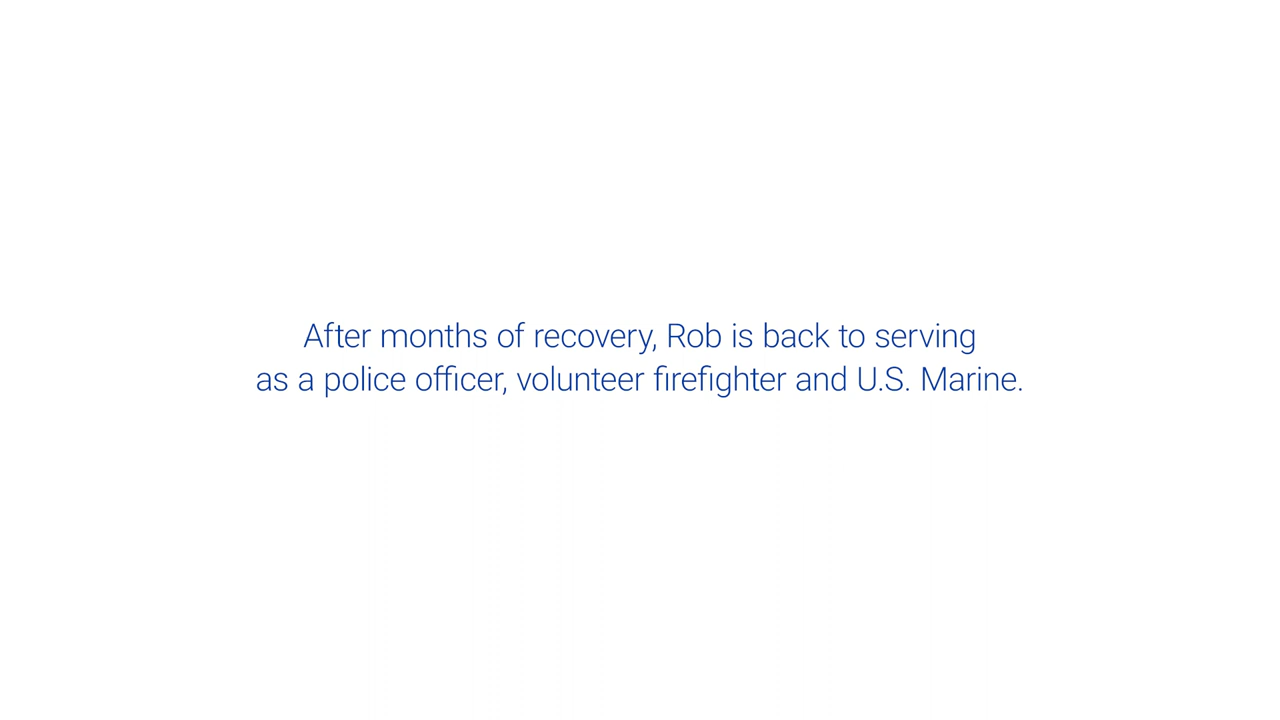 After months of recovery, Rob is back to serving
as a police officer, volunteer firefighter and U.S. Marine.